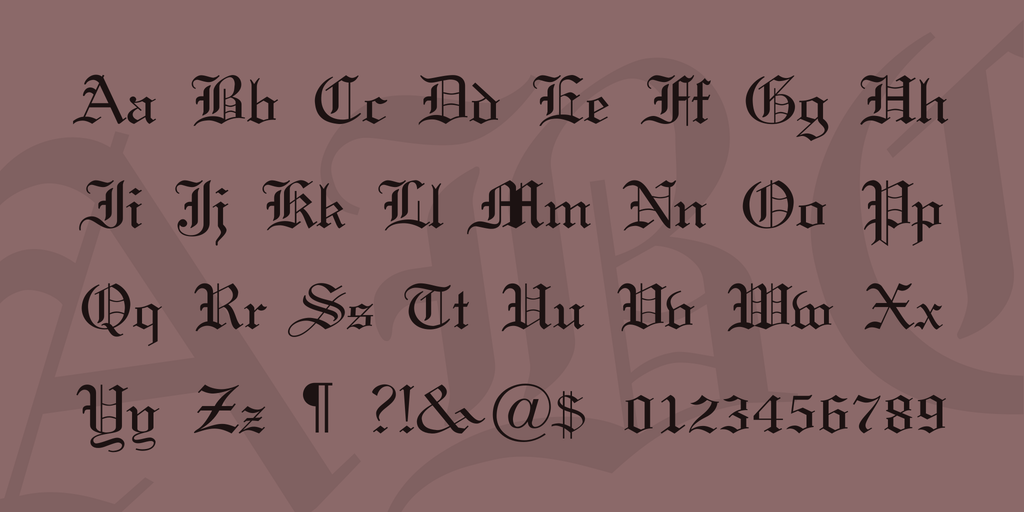 Aa Bb Cc Dd Ee Ff Gg Hh
Ii Jj Kk Ll Mm Nn Oo Pp
Qq Rr Ss Tt Uu Vv Ww Xx
Yy Zz ¶ ?!&@$ 0123456789
ABC